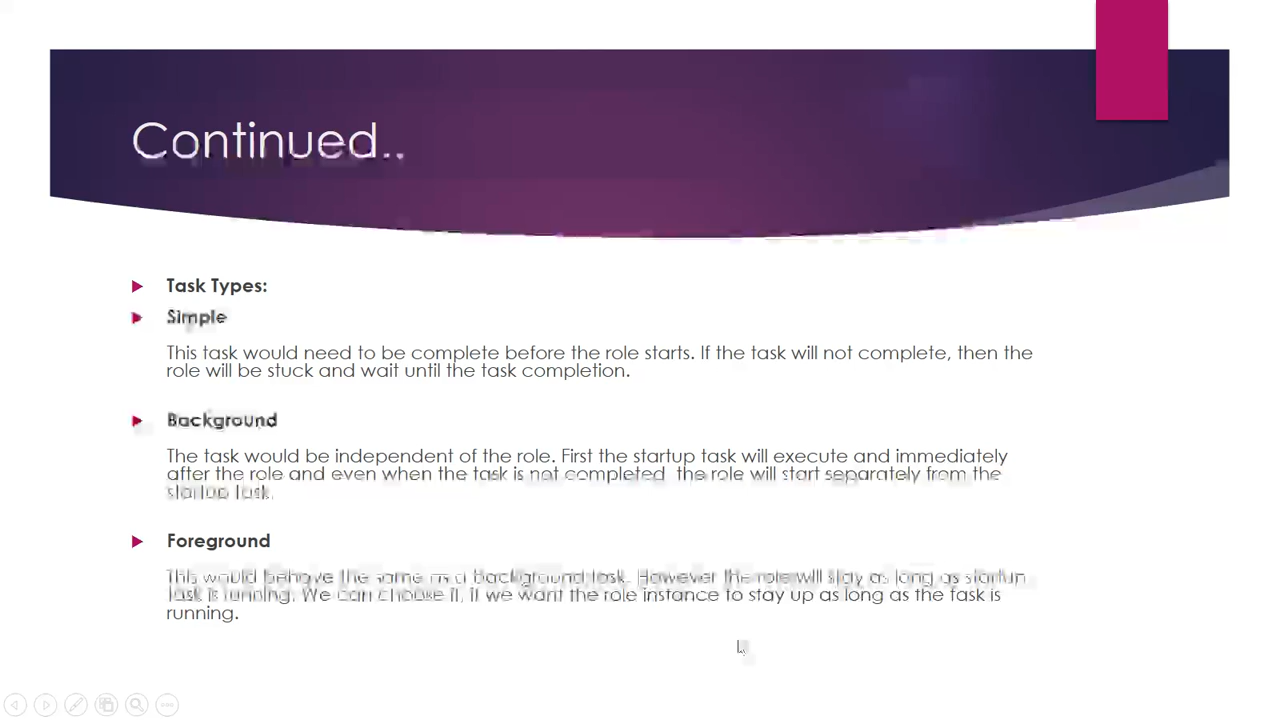 Continued..
Task Types:
Simple
This task would need to be complete before the role starts. If the task will not complete, then the
role will be stuck and wait until the task completion.
Background
The task would be independent of the role. First the startup task will execute and immediately
after the role and even when the task is not completed, the role will start separately from the
startup task.
Foreground
This would behave the same as a Background task. However the role will stay as long as startup
task is running. We can choose it, if we want the role instance to stay up as long as the task is
running.